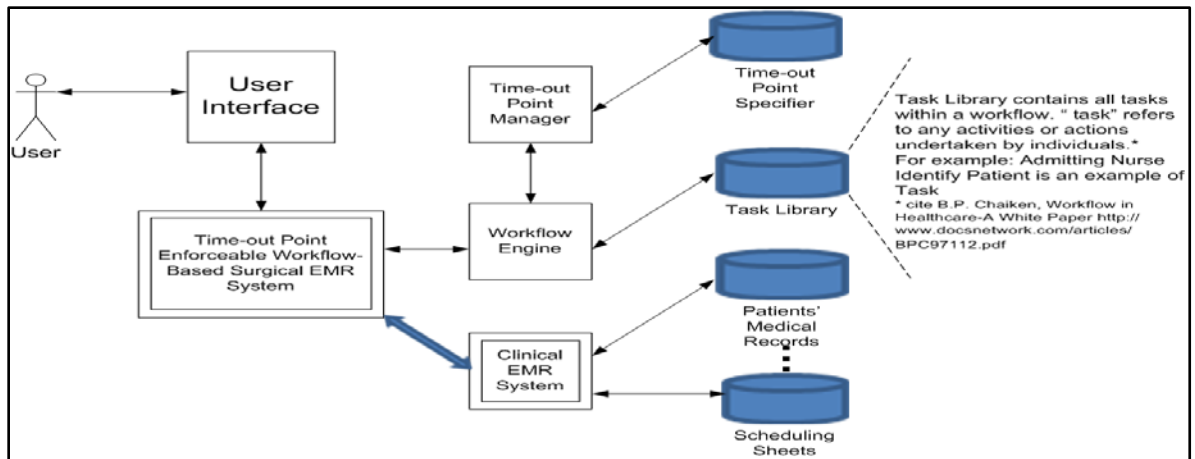 User
User
Interface
Time-out Point
Enforceable Workflow-
Based Surgical EMR
System
Time-out
Point
Manager
Workflow
Engine
Clinical
EMR
System
Time-out
Point
Specifier
Task Library
Patients'
Medical
Records
Scheduling
Sheets
Task Library contains all tasks
within a workflow. " task" refers
to any activities or actions
undertaken by individuals.*
For example: Admitting Nurse
Identify Patient is an example of
Task
* cite B.P. Chaiken, Workflow in
Healthcare-A White Paper http://
www.docsnetwork.com/articles/
BPC97112.pdf